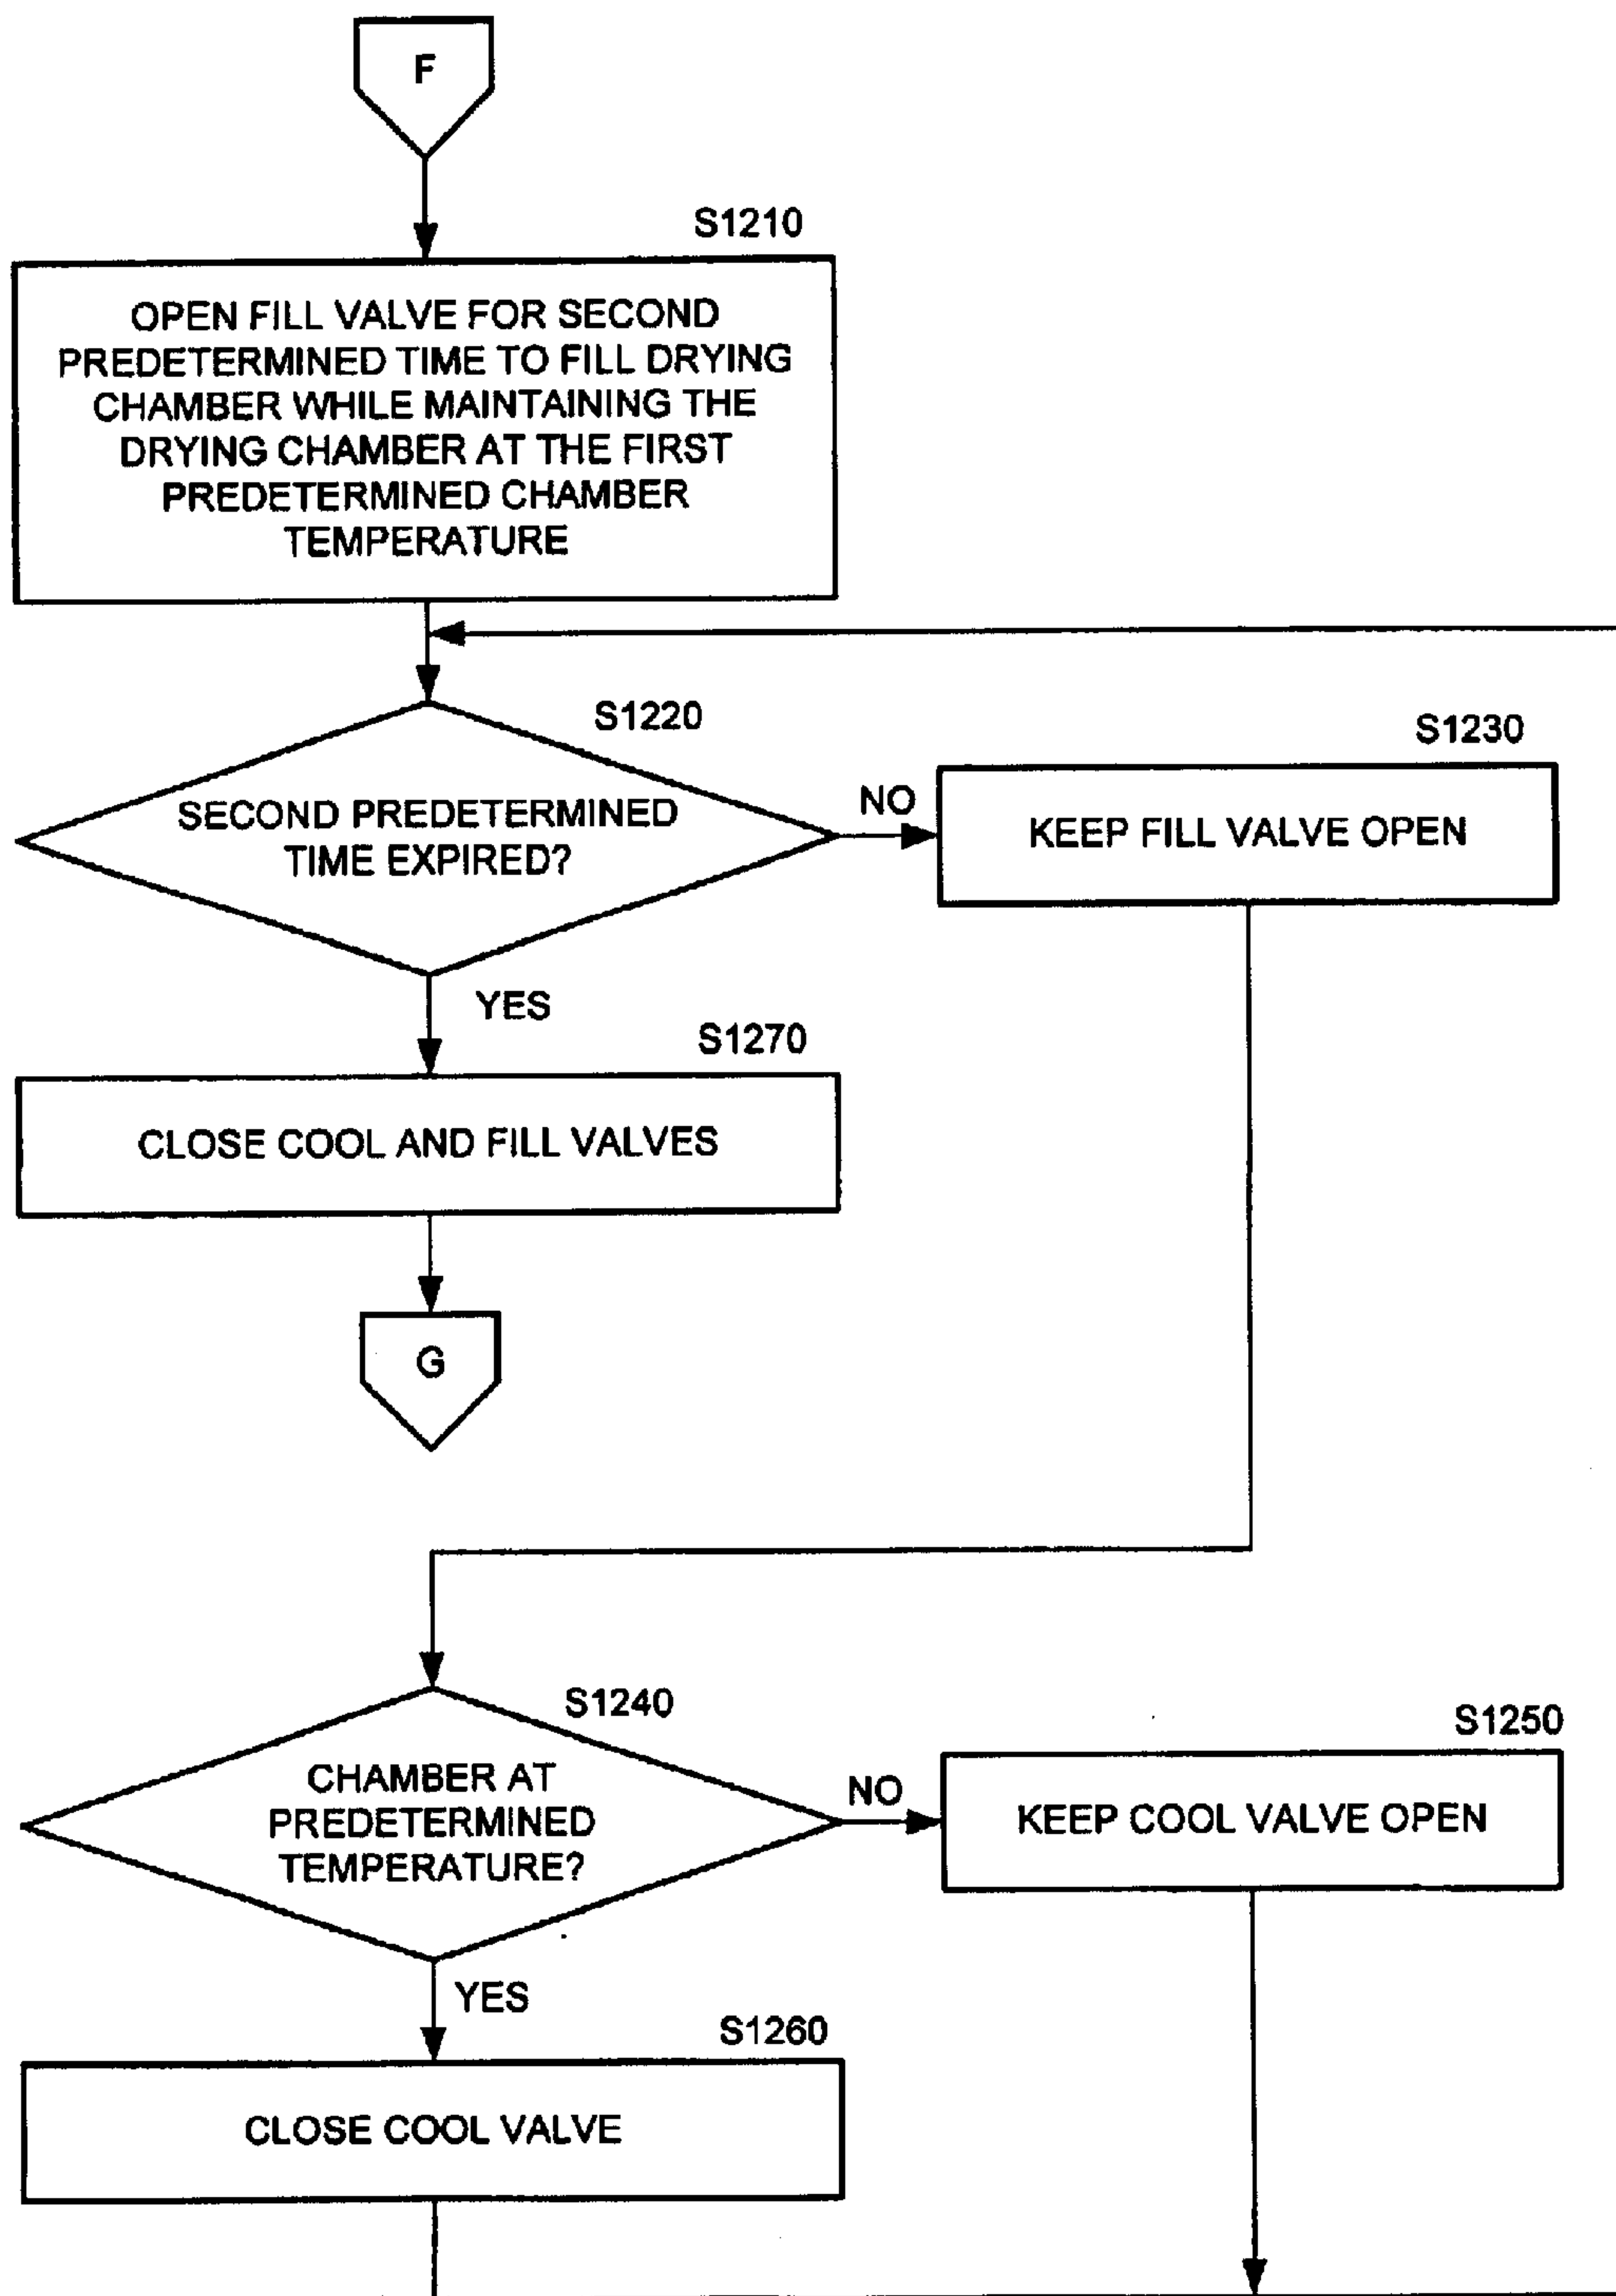 F
S1210
OPEN FILL VALVE FOR SECOND
PREDETERMINED TIME TO FILL DRYING
CHAMBER WHILE MAINTAINING THE
DRYING CHAMBER AT THE FIRST
PREDETERMINED CHAMBER
TEMPERATURE
S1220
SECOND PREDETERMINED
TIME EXPIRED?
NO
S1230
KEEP FILL VALVE OPEN
YES
S1270
CLOSE COOL AND FILL VALVES
G
S1240
CHAMBER AT
PREDETERMINED
TEMPERATURE?
NO
S1250
KEEP COOL VALVE OPEN
YES
S1260
CLOSE COOL VALVE